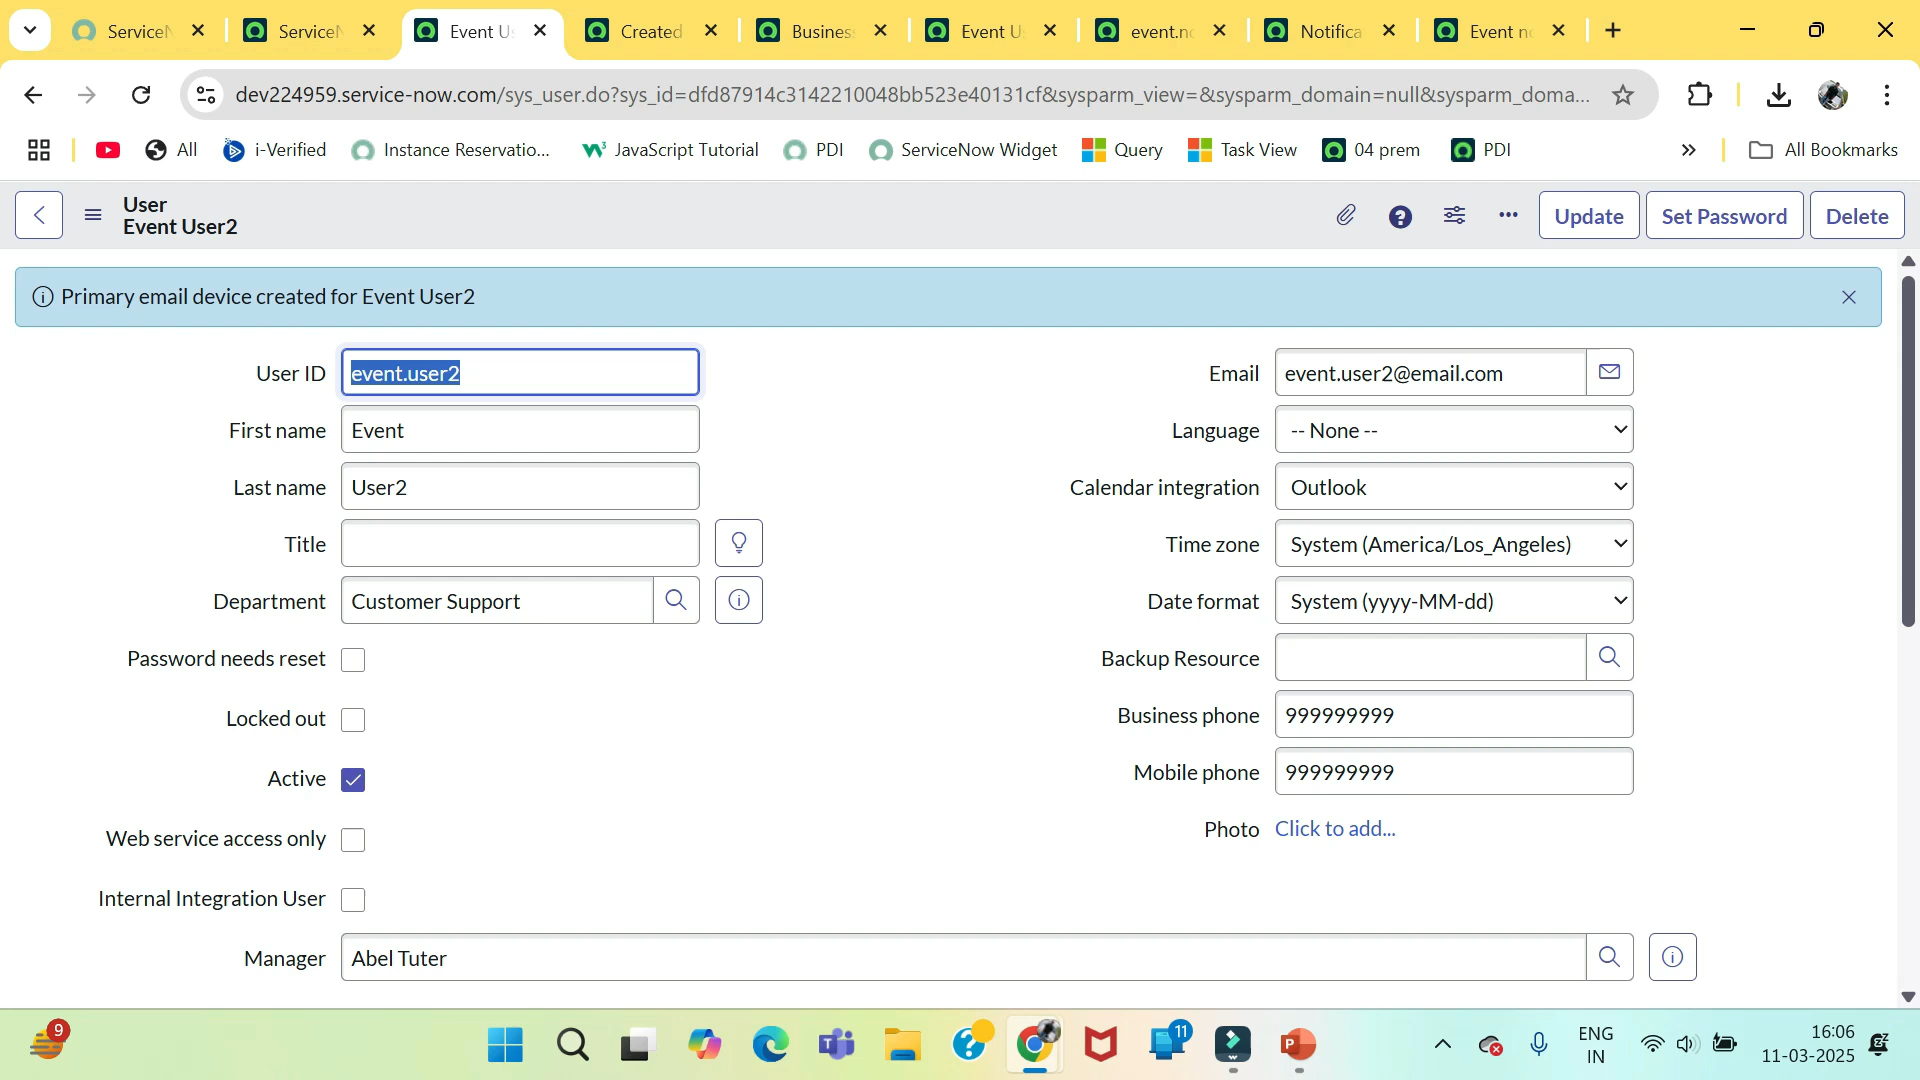 ServiceN
ServiceN
Event U
Created
Business
Event U
event.no
Notifica
Event no
dev224959.service-now.com/sys_user.do?sys_id=dfd87914c3142210048bb523e40131cf&sysparm_view=&sysparm_domain=null&sysparm_doma...
All
i-Verified
Instance Reservatio...
JavaScript Tutorial
PDI
ServiceNow Widget
Query
Task View
04 prem
PDI
All Bookmarks
User
Event User2
Update
Set Password
Delete
Primary email device created for Event User2
User ID event.user2
First name Event
Last name User2
Title
Department Customer Support
Password needs reset
Locked out
Active
Web service access only
Internal Integration User
Manager Abel Tuter
Email event.user2@email.com
Language -- None --
Calendar integration Outlook
Time zone System (America/Los_Angeles)
Date format System (yyyy-MM-dd)
Backup Resource
Business phone 999999999
Mobile phone 999999999
Photo Click to add...
9
11
ENG
IN
16:06
11-03-2025